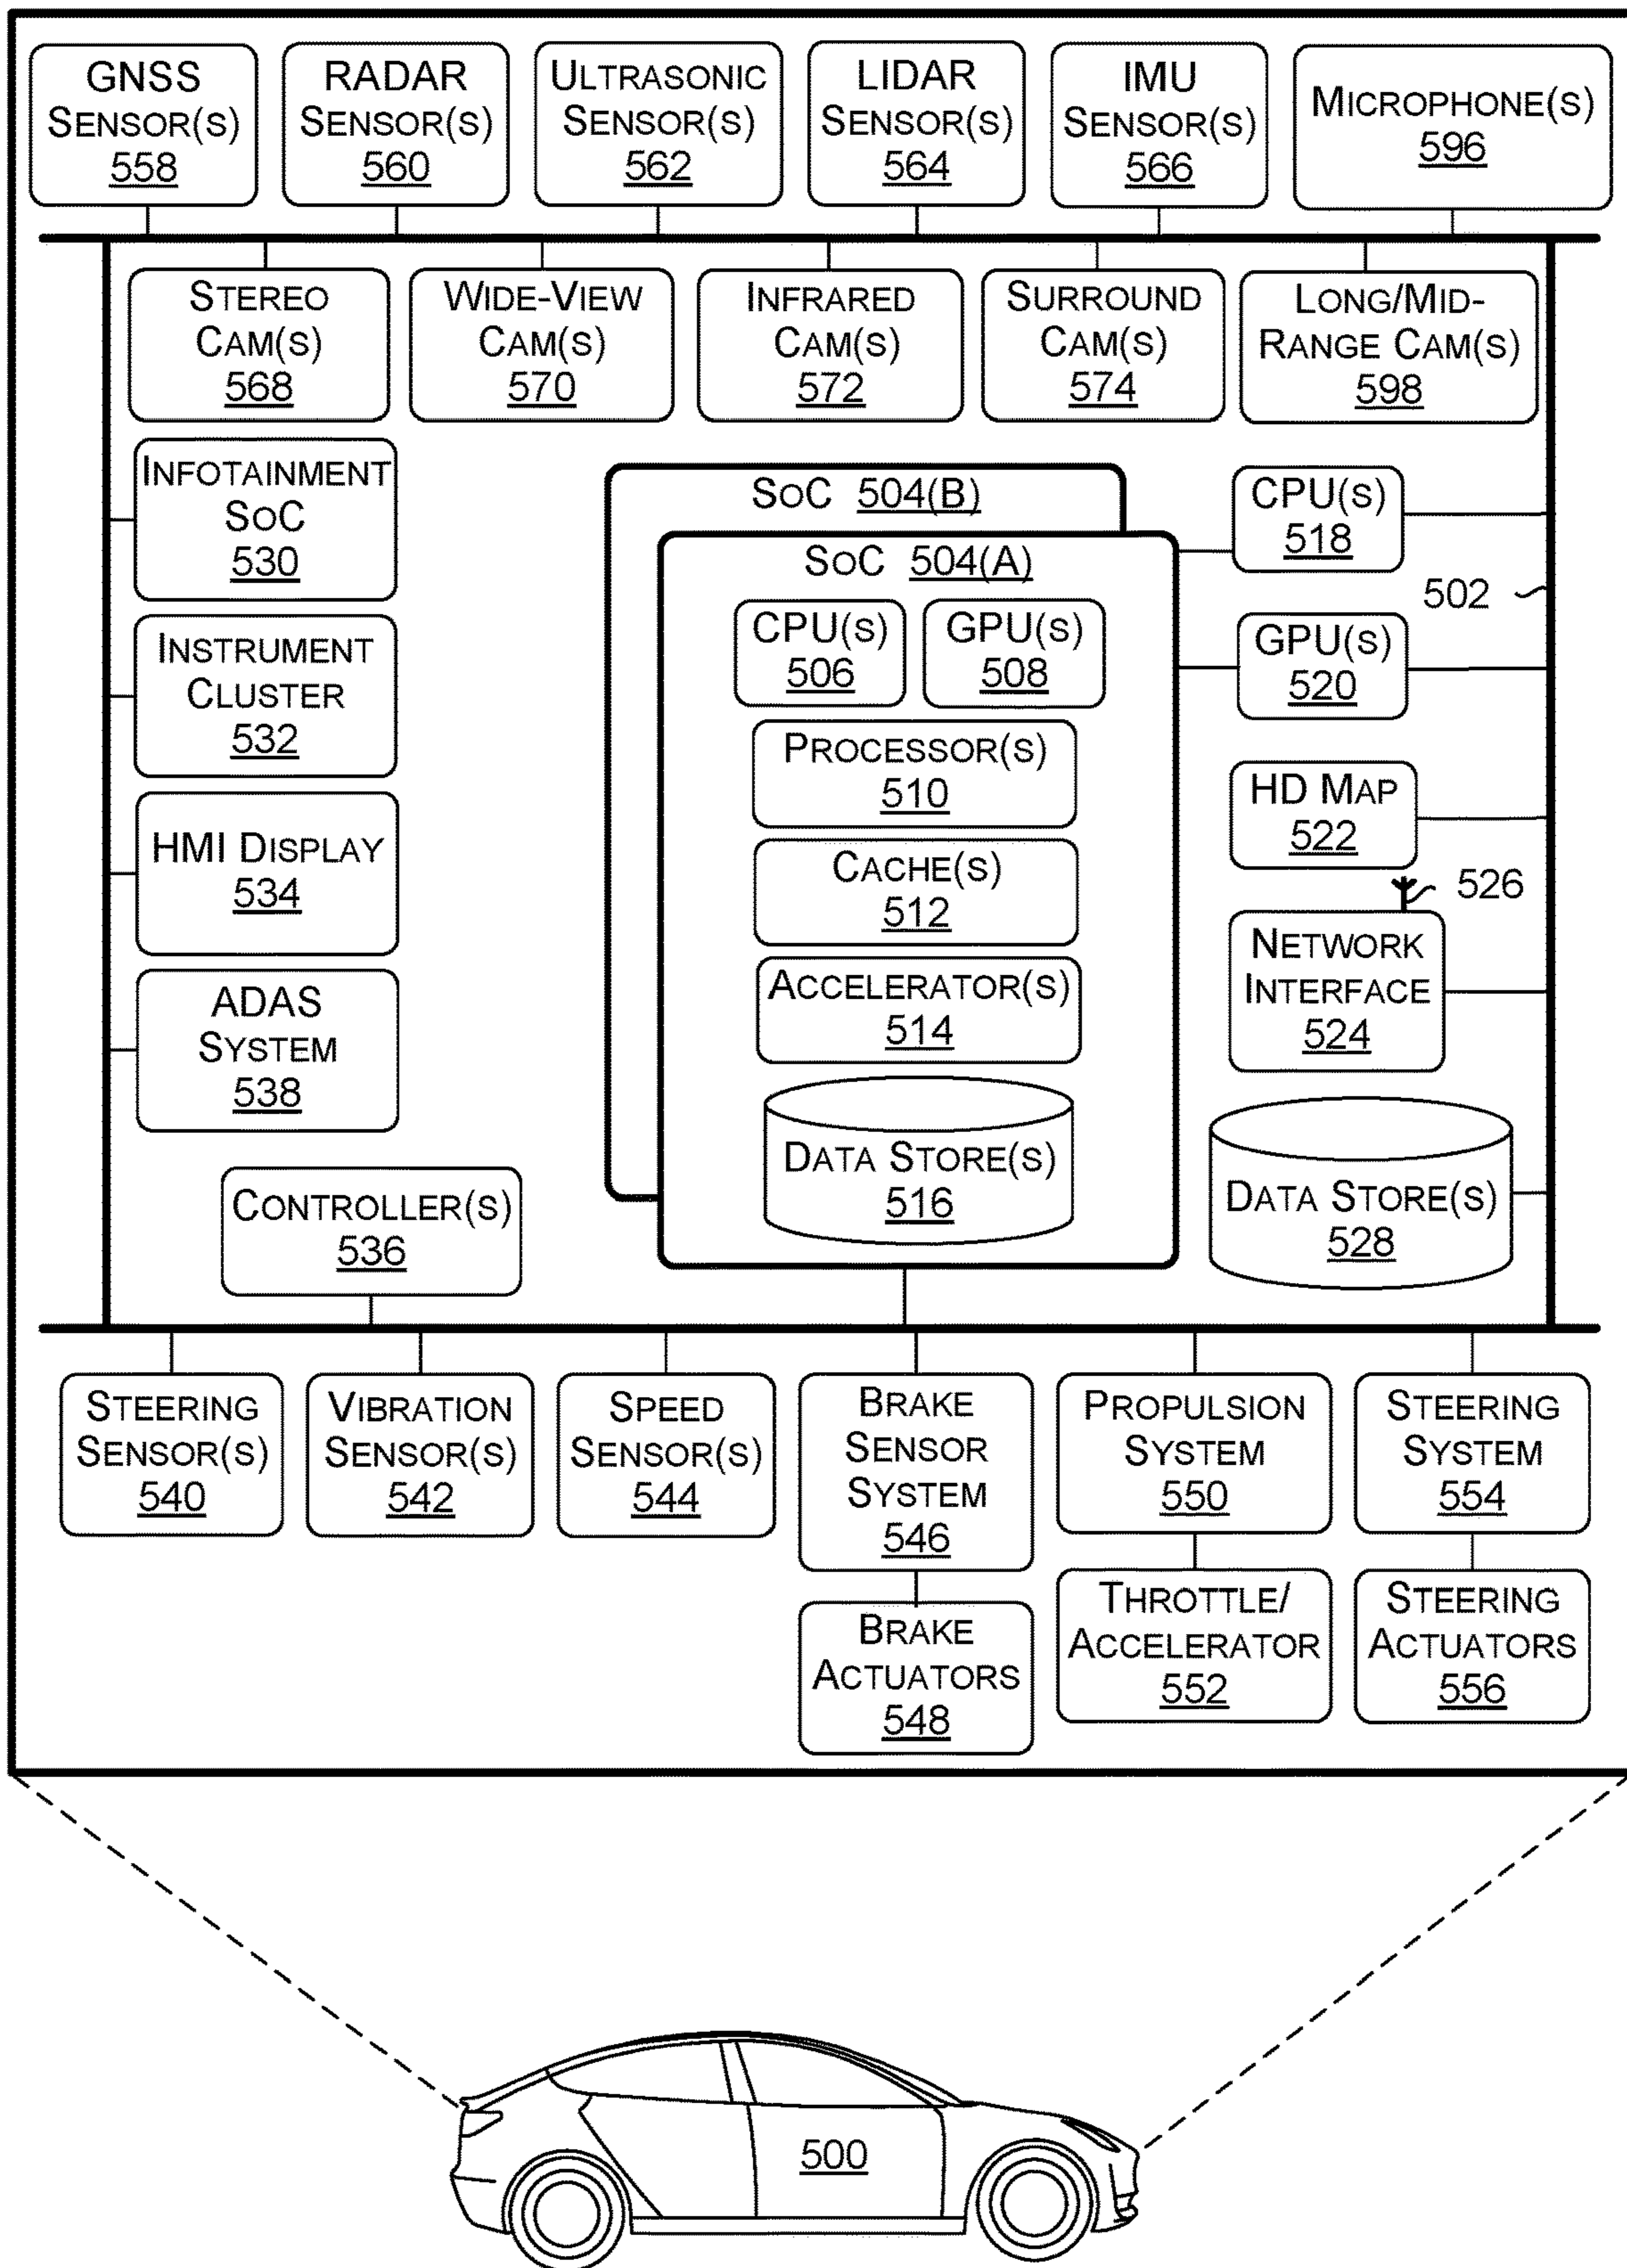 GNSS
SENSOR(S)
558
RADAR
SENSOR(S)
560
ULTRASONIC
SENSOR(S)
562
LIDAR
SENSOR(S)
564
IMU
SENSOR(S)
566
MICROPHONE(S)
596
STEREO
CAM(S)
568
WIDE-VIEW
CAM(S)
570
INFRARED
CAM(S)
572
SURROUND
CAM(S)
574
LONG/MID-
RANGE CAM(S)
598
INFOTAINMENT
SOC
530
INSTRUMENT
CLUSTER
532
HMI DISPLAY
534
ADAS
SYSTEM
538
CONTROLLER(S)
536
SOC 504(B)
SOC 504(A)
CPU(S)
506
GPU(S)
508
PROCESSOR(S)
510
CACHE(S)
512
ACCELERATOR(S)
514
DATA STORE(S)
516
CPU(S)
518
502
GPU(S)
520
HD MAP
522
526
NETWORK
INTERFACE
524
DATA STORE(S)
528
STEERING
SENSOR(S)
540
VIBRATION
SENSOR(S)
542
SPEED
SENSOR(S)
544
BRAKE
SENSOR
SYSTEM
546
BRAKE
ACTUATORS
548
PROPULSION
SYSTEM
550
THROTTLE/
ACCELERATOR
552
STEERING
SYSTEM
554
STEERING
ACTUATORS
556
500